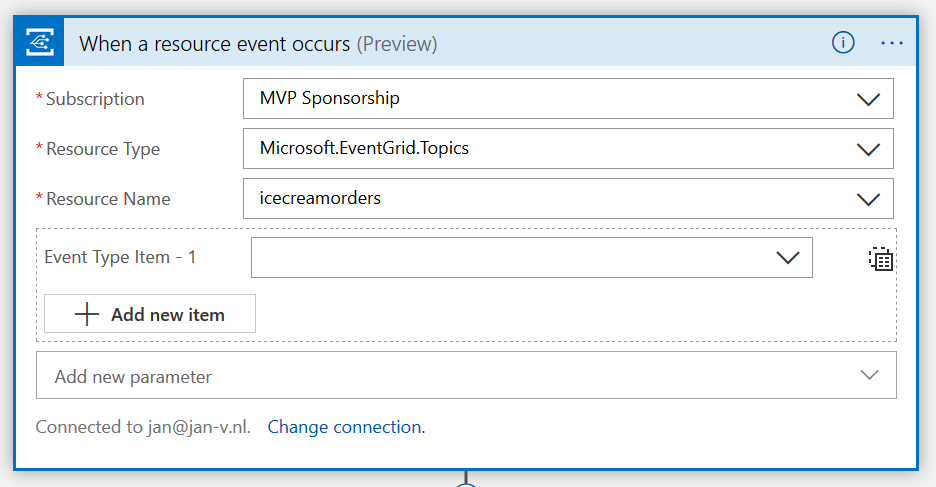 When a resource event occurs (Preview)
* Subscription MVP Sponsorship
* Resource Type Microsoft.EventGrid.Topics
* Resource Name icecreamorders
Event Type Item - 1
Add new item
Add new parameter
Connected to jan@jan-v.nl. Change connection.